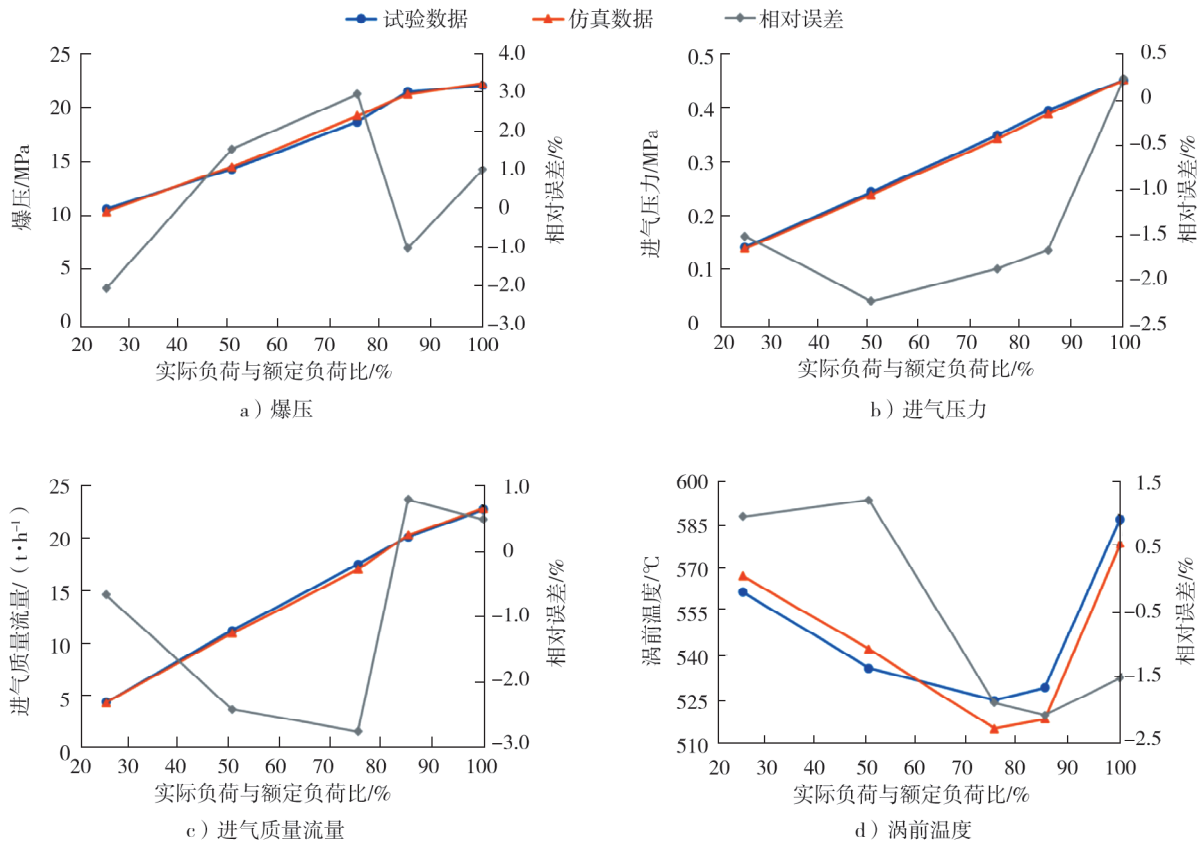 试验数据 仿真数据 相对误差
25 20 15 10 5 0
爆压/MPa
4.0 3.0 2.0 1.0 0 −1.0 −2.0 −3.0
相对误差/%
20 30 40 50 60 70 80 90 100
实际负荷与额定负荷比/%
a）爆压
0.5 0.4 0.3 0.2 0.1 0
进气压力/MPa
0.5 0 −0.5 −1.0 −1.5 −2.0 −2.5
相对误差/%
20 30 40 50 60 70 80 90 100
实际负荷与额定负荷比/%
b）进气压力
25 20 15 10 5 0
进气质量流量/（t•h⁻¹）
1.0 0 −1.0 −2.0 −3.0
相对误差/%
20 30 40 50 60 70 80 90 100
实际负荷与额定负荷比/%
c）进气质量流量
600 585 570 555 540 525 510
涡前温度/℃
1.5 0.5 −0.5 −1.5 −2.5
相对误差/%
20 30 40 50 60 70 80 90 100
实际负荷与额定负荷比/%
d）涡前温度